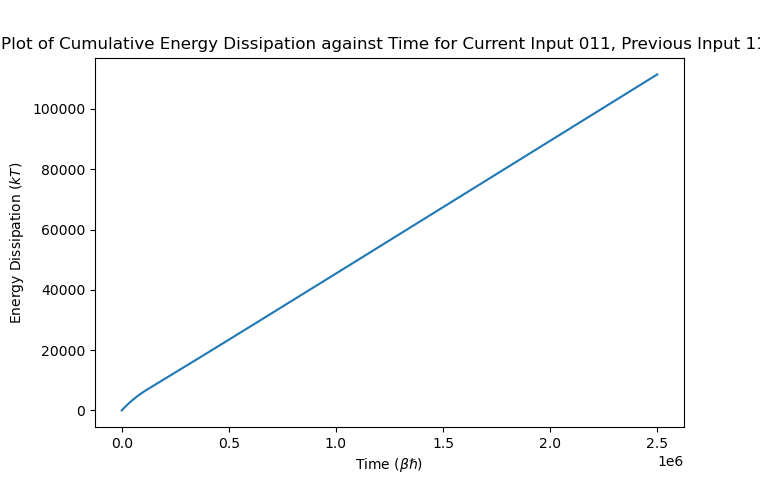 Plot of Cumulative Energy Dissipation against Time for Current Input 011, Previous Input 11
100000
80000
60000
40000
20000
0
Energy Dissipation (kT)
0.0 0.5 1.0 1.5 2.0 2.5
1e6
Time (βℏ)